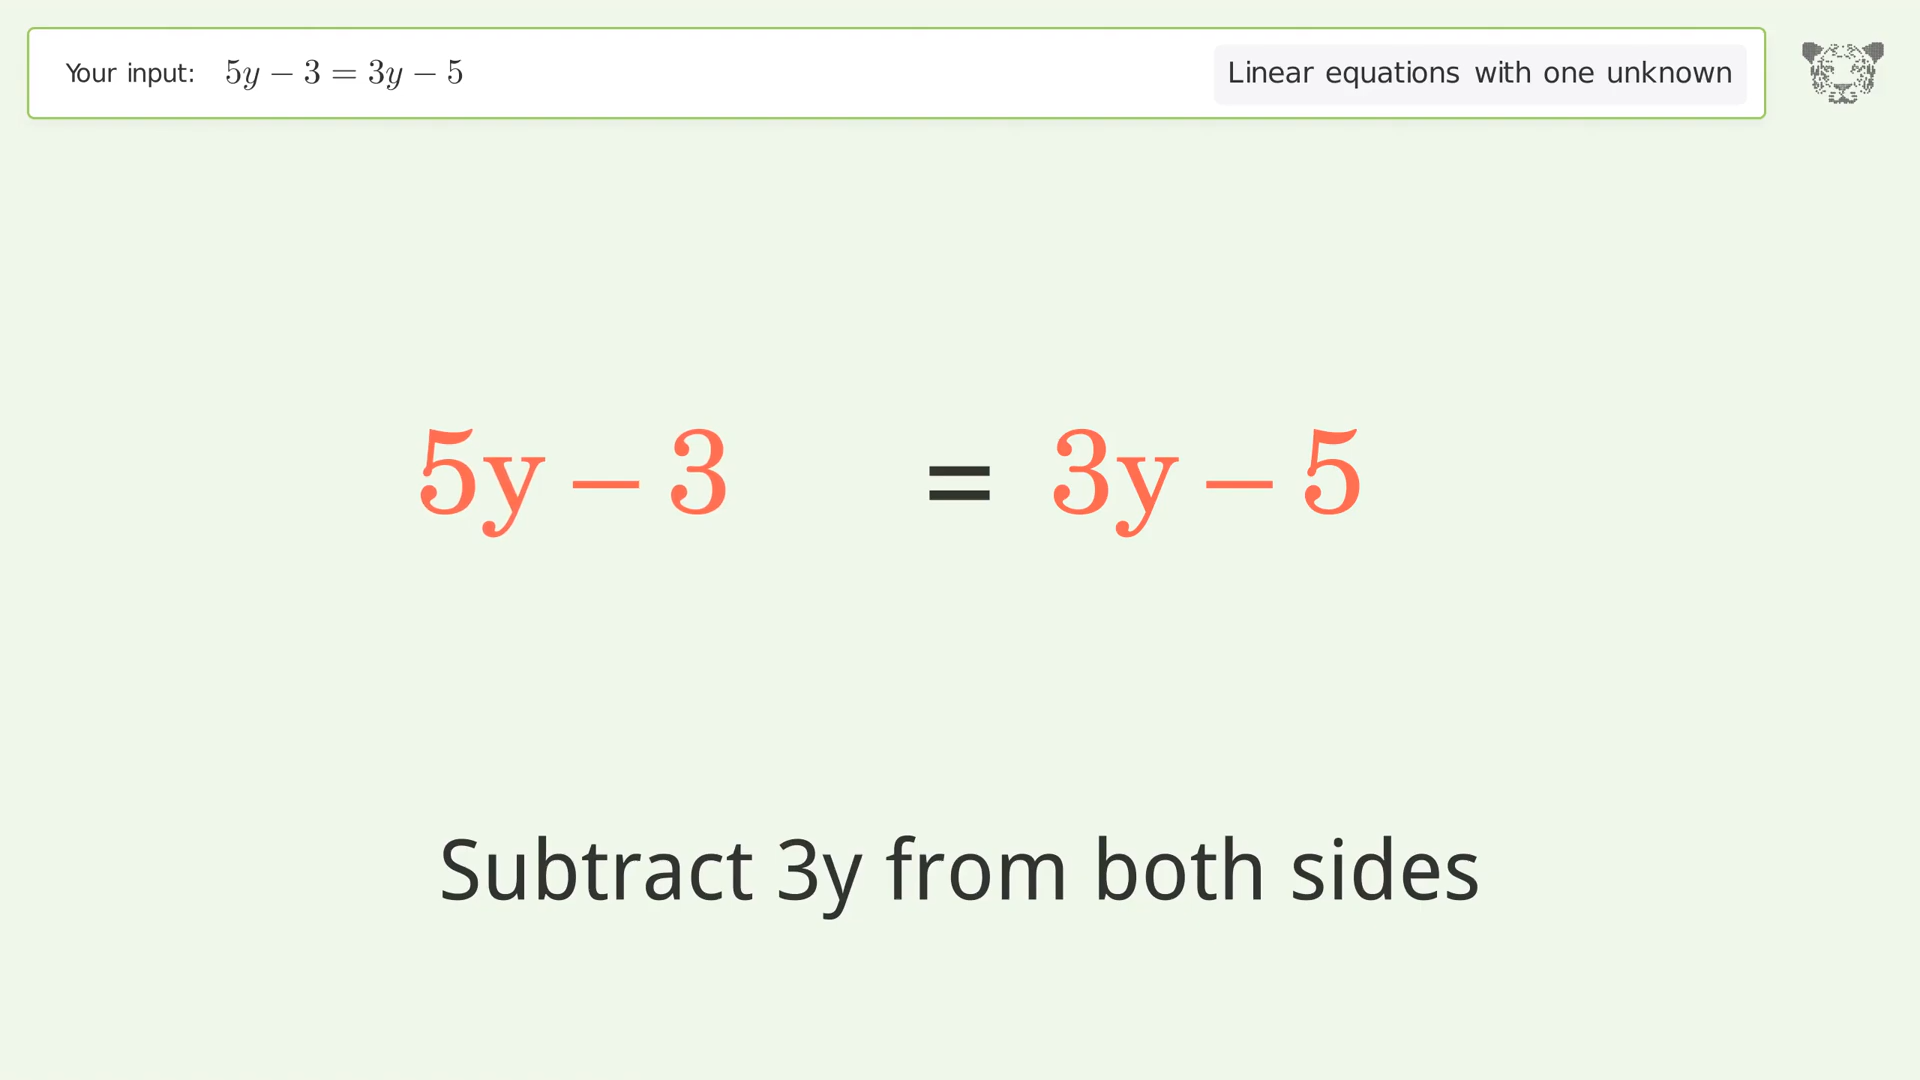 Your input: 5y − 3 = 3y − 5
Linear equations with one unknown
5y − 3 = 3y − 5
Subtract 3y from both sides